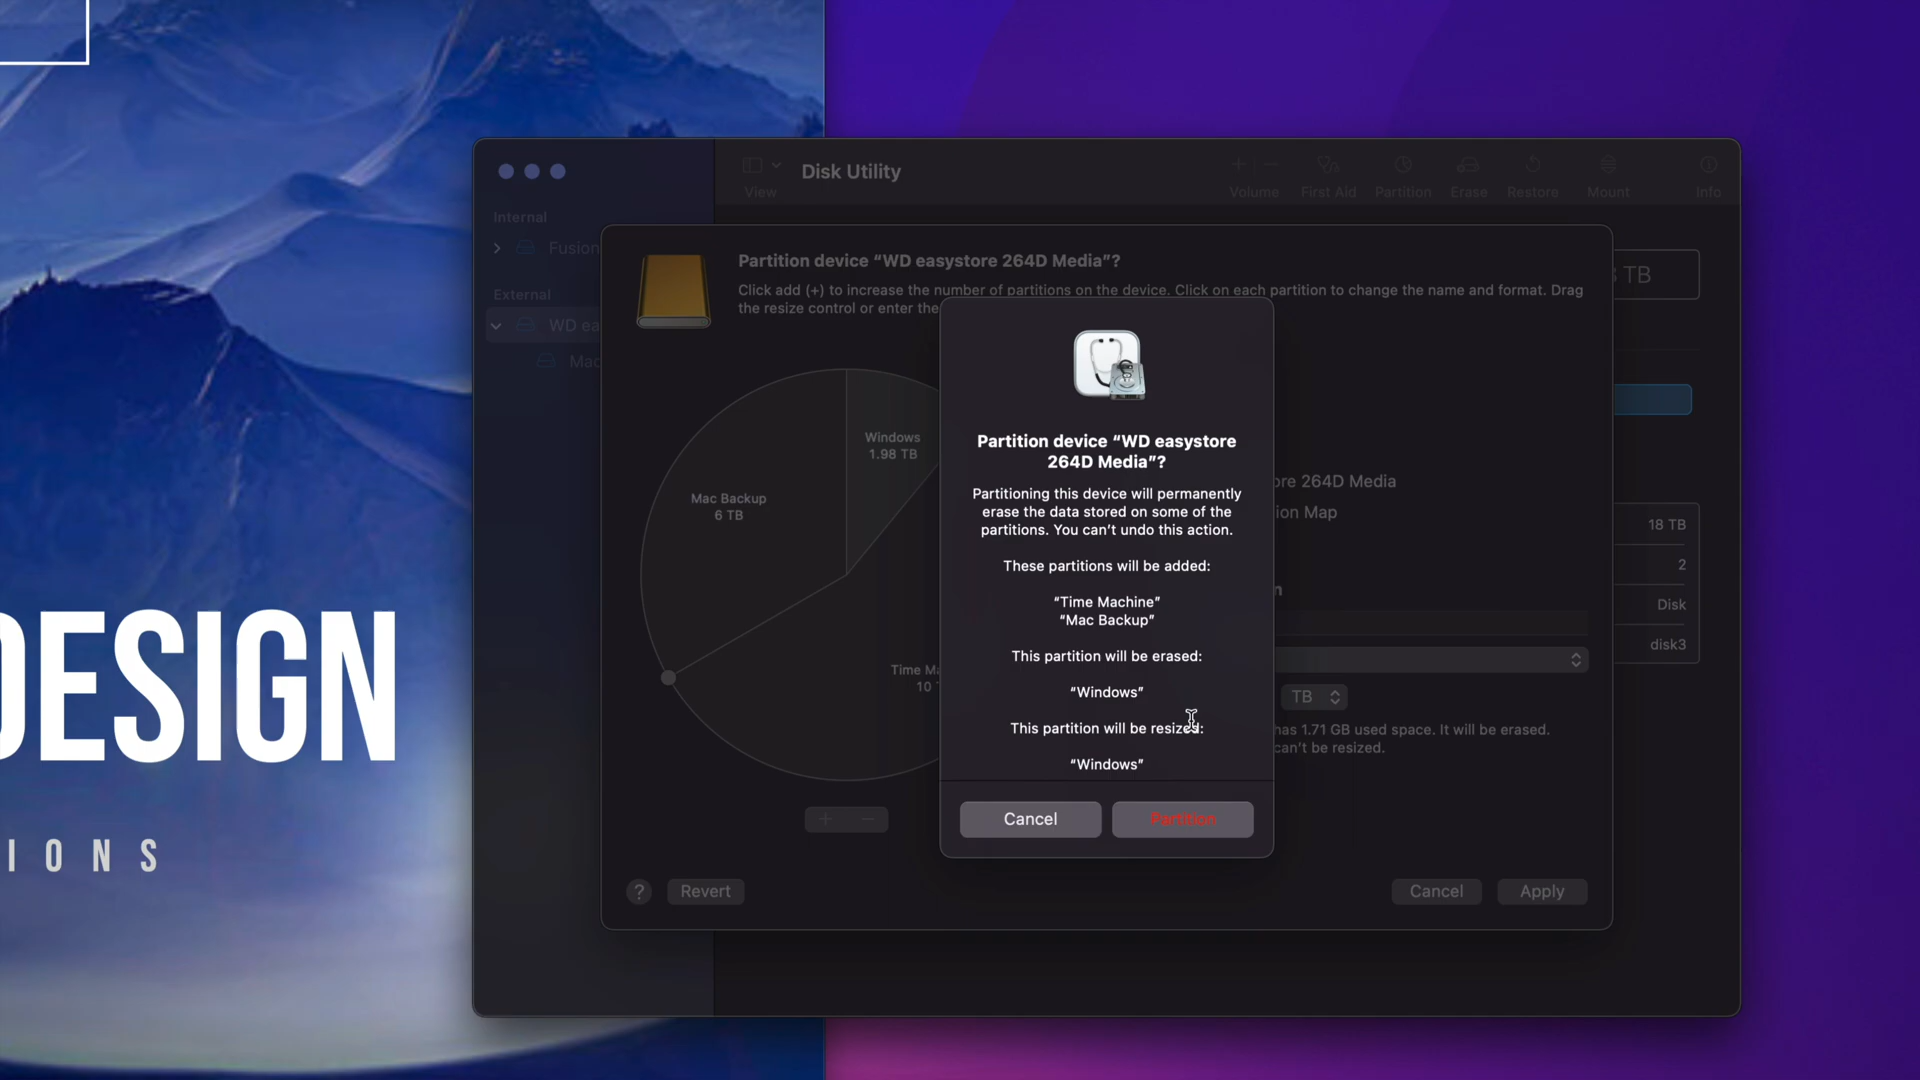 DESIGN
IONS
Disk Utility
View
Volume
First Aid
Partition
Erase
Restore
Mount
Info
Internal
Fusion
External
WD ea
Mac
TB
Partition device “WD easystore 264D Media”?
Click add (+) to increase the number of partitions on the device. Click on each partition to change the name and format. Drag
the resize control or enter the
Windows
1.98 TB
Mac Backup
6 TB
Time Ma
10
re 264D Media
ion Map
n
TB
has 1.71 GB used space. It will be erased.
can’t be resized.
18 TB
2
Disk
disk3
Partition device “WD easystore
264D Media”?
Partitioning this device will permanently
erase the data stored on some of the
partitions. You can’t undo this action.
These partitions will be added:
“Time Machine”
“Mac Backup”
This partition will be erased:
“Windows”
This partition will be resized:
“Windows”
Cancel
Partition
?
Revert
Cancel
Apply